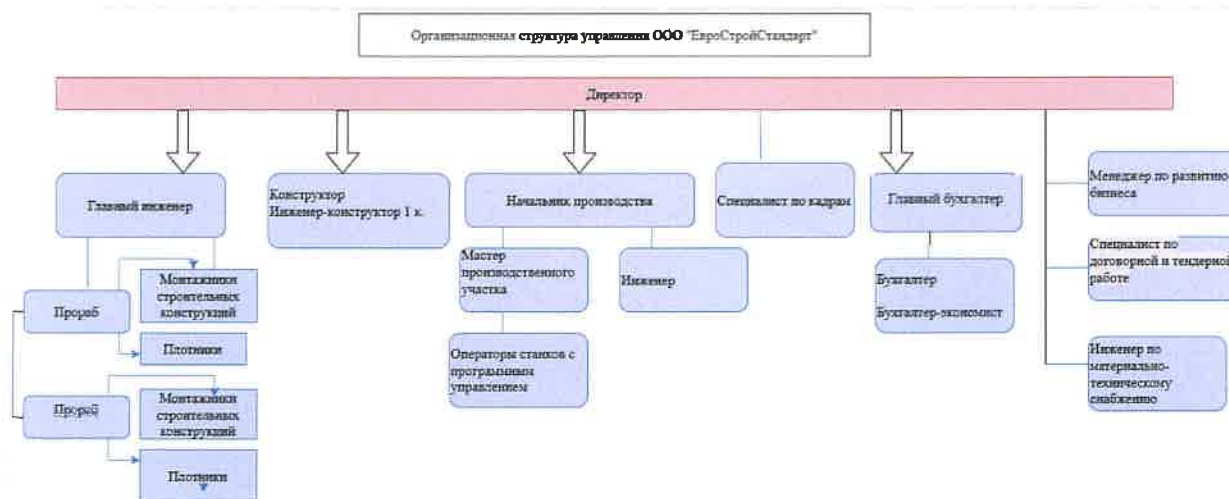 Организационная структура управления ООО "ЕвроСтройСтандарт"
Директор
Главный инженер
Конструктор
Инженер-конструктор 1 к.
Начальник производства
Специалист по кадрам
Главный бухгалтер
Менеджер по развитию
бизнеса
Мастер
производственного
участка
Инженер
Бухгалтер
Бухгалтер-экономист
Специалист по
договорной и тендерной
работе
Прораб
Монтажники
строительных
конструкций
Плотники
Операторы станков с
программным
управлением
Инженер по
материально-
техническому
снабжению
Прораб
Монтажники
строительных
конструкций
Плотники